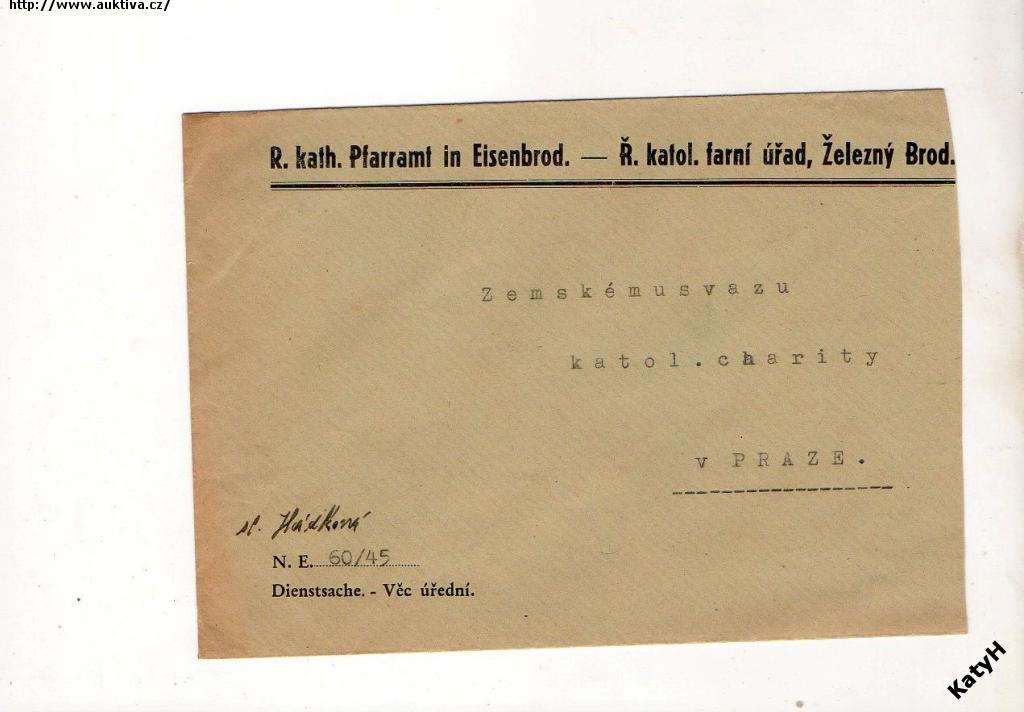 http://www.auktiva.cz/
R. kath. Pfarramt in Eisenbrod. — Ř. katol. farní úřad, Železný Brod.
Zemskémusvazu
katol.charity
v PRAZE.
Hádková
N. E. 60/45
Dienstsache. - Věc úřední.
KatyH